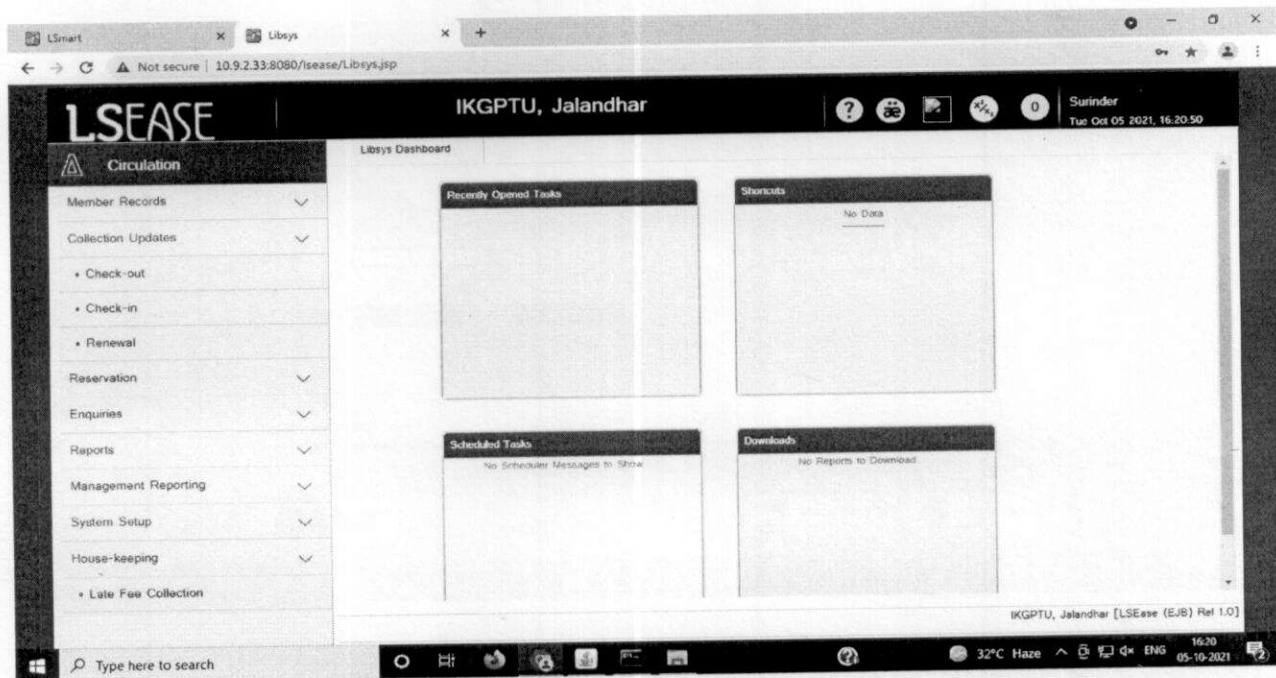 LSmart
Libsys
Not secure | 10.9.2.33:8080/lsease/Libsys.jsp
LSEASE
IKGPTU, Jalandhar
? äë x²/x₂ 0
Surinder
Tue Oct 05 2021, 16:20:50
Circulation
Libsys Dashboard
Member Records
Collection Updates
• Check-out
• Check-in
• Renewal
Reservation
Enquiries
Reports
Management Reporting
System Setup
House-keeping
• Late Fee Collection
Recently Opened Tasks
Shortcuts
No Data
Scheduled Tasks
No Scheduler Messages to Show
Downloads
No Reports to Download
IKGPTU, Jalandhar [LSEase (EJB) Rel 1.0]
Type here to search
32°C Haze
ENG
16:20
05-10-2021
2